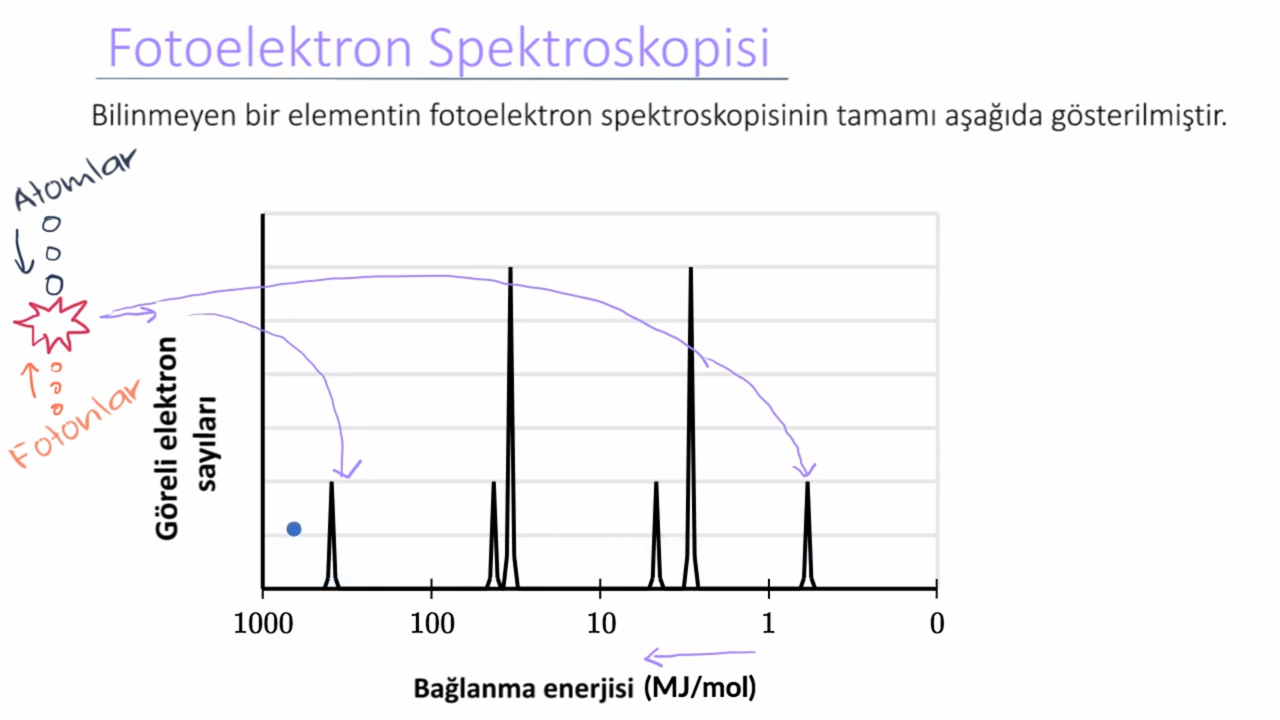 Fotoelektron Spektroskopisi
Bilinmeyen bir elementin fotoelektron spektroskopisinin tamamı aşağıda gösterilmiştir.
Atomlar
Fotonlar
Göreli elektron
sayıları
1000 100 10 1 0
Bağlanma enerjisi (MJ/mol)